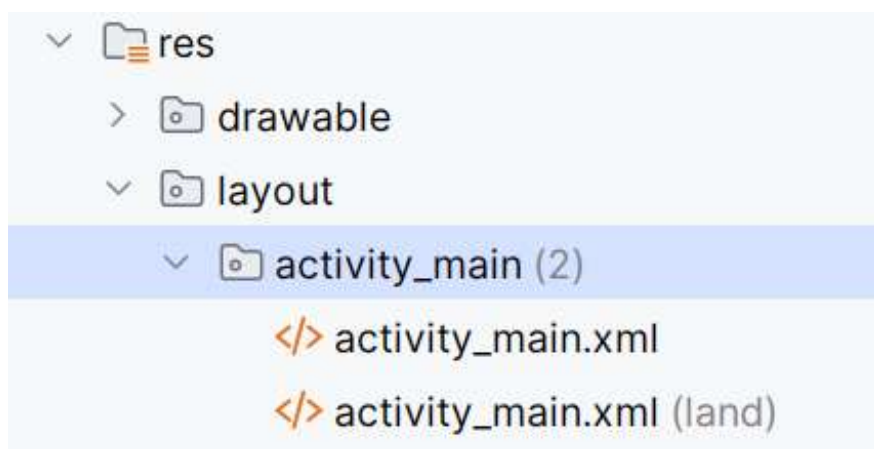 res
drawable
layout
activity_main (2)
</> activity_main.xml
</> activity_main.xml (land)